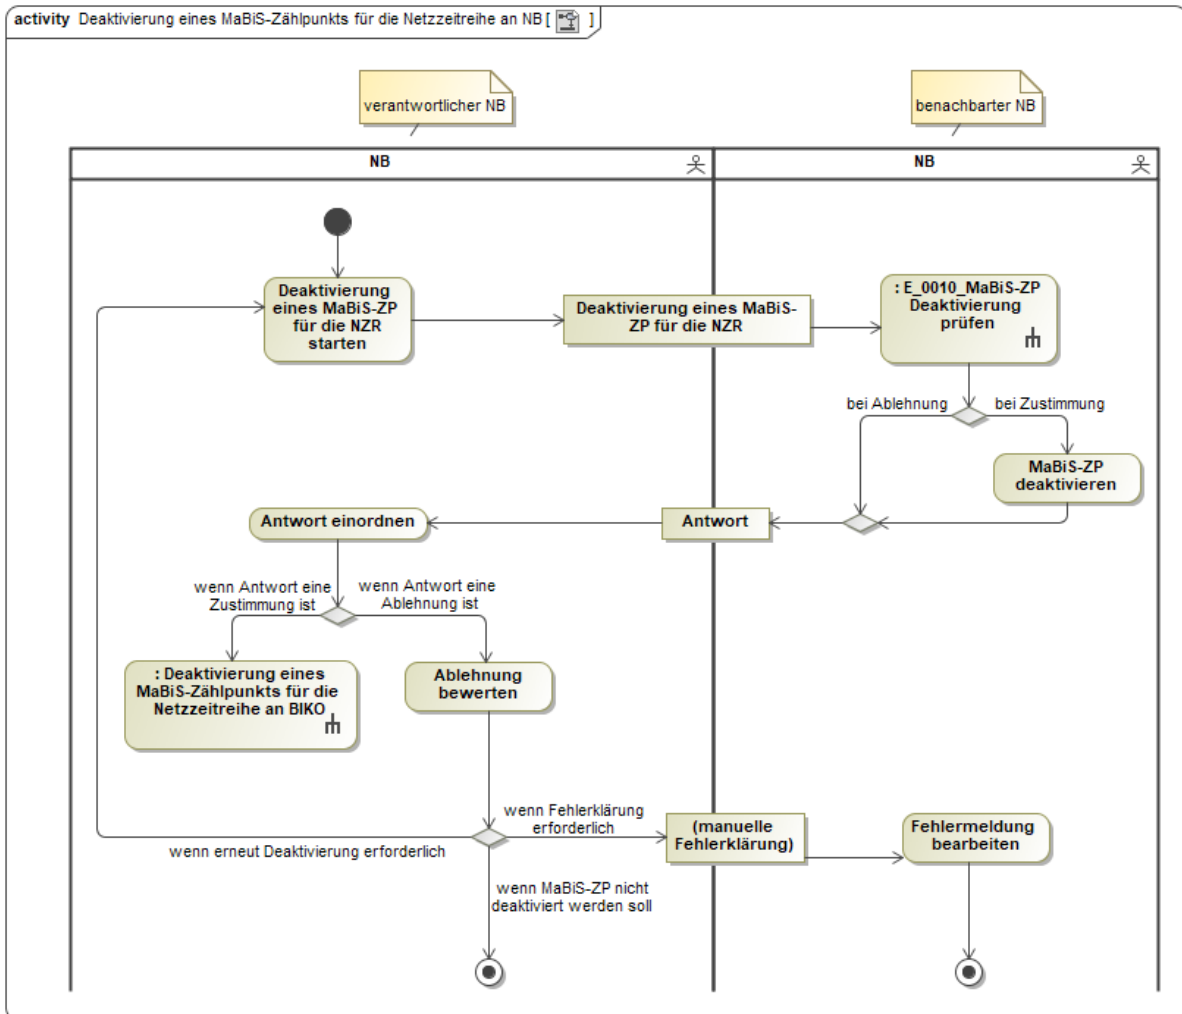 activity Deaktivierung eines MaBiS-Zählpunkts für die Netzzeitreihe an NB [ ]
verantwortlicher NB
benachbarter NB
NB
NB
Deaktivierung
eines MaBiS-ZP
für die NZR
starten
Deaktivierung eines MaBiS-
ZP für die NZR
: E_0010_MaBiS-ZP
Deaktivierung
prüfen
bei Ablehnung
bei Zustimmung
MaBiS-ZP
deaktivieren
Antwort einordnen
Antwort
wenn Antwort eine
Zustimmung ist
wenn Antwort eine
Ablehnung ist
: Deaktivierung eines
MaBiS-Zählpunkts für die
Netzzeitreihe an BIKO
Ablehnung
bewerten
wenn Fehlerklärung
erforderlich
(manuelle
Fehlerklärung)
Fehlermeldung
bearbeiten
wenn erneut Deaktivierung erforderlich
wenn MaBiS-ZP nicht
deaktiviert werden soll